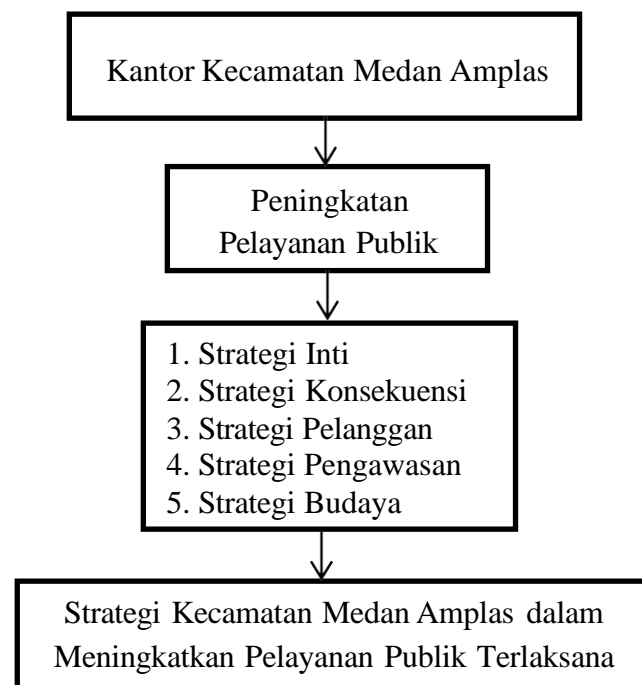 Kantor Kecamatan Medan Amplas
Peningkatan
Pelayanan Publik
1. Strategi Inti
2. Strategi Konsekuensi
3. Strategi Pelanggan
4. Strategi Pengawasan
5. Strategi Budaya
Strategi Kecamatan Medan Amplas dalam
Meningkatkan Pelayanan Publik Terlaksana